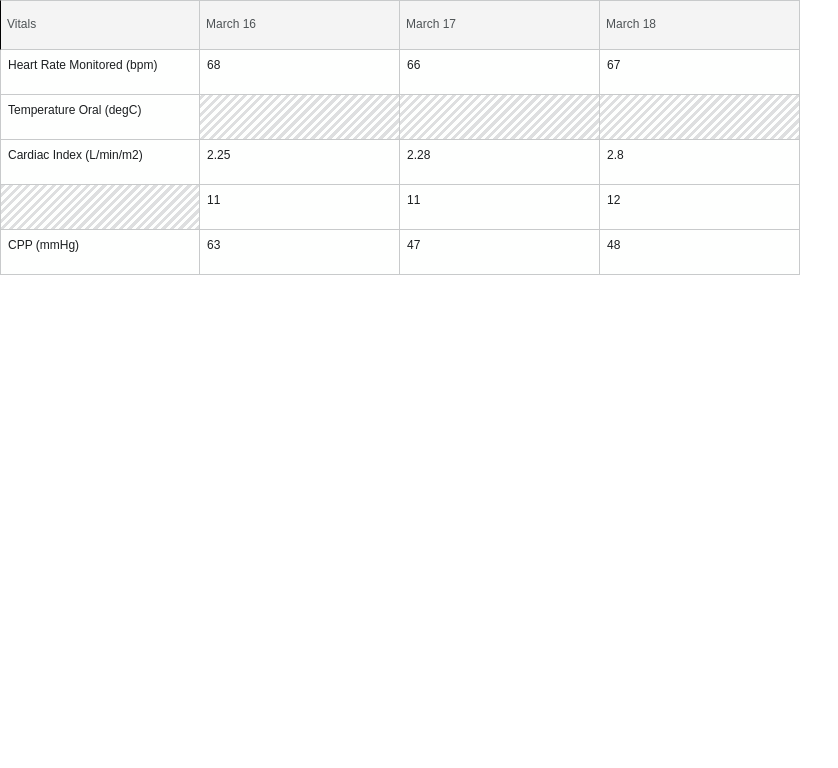 Vitals March 16 March 17 March 18
Heart Rate Monitored (bpm) 68 66 67
Temperature Oral (degC)
Cardiac Index (L/min/m2) 2.25 2.28 2.8
11 11 12
CPP (mmHg) 63 47 48